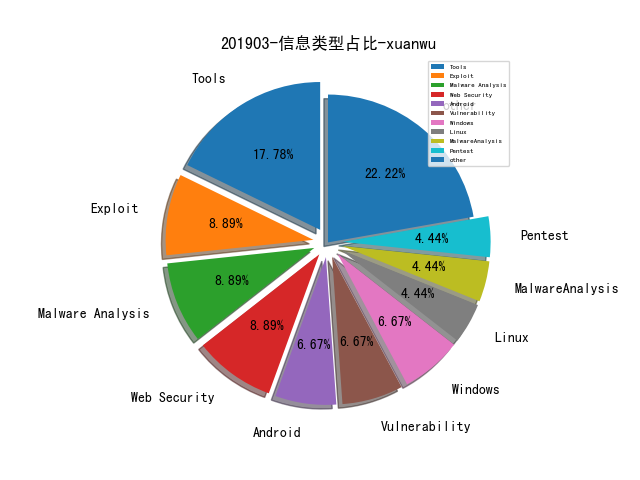 201903-信息类型占比-xuanwu
Tools
Exploit
Malware Analysis
Web Security
Android
Vulnerability
Windows
Linux
MalwareAnalysis
Pentest
other
other
Tools
17.78%
22.22%
Exploit
8.89%
4.44%
Pentest
4.44%
MalwareAnalysis
8.89%
4.44%
Malware Analysis
Linux
8.89%
6.67%
6.67%
6.67%
Windows
Web Security
Android
Vulnerability